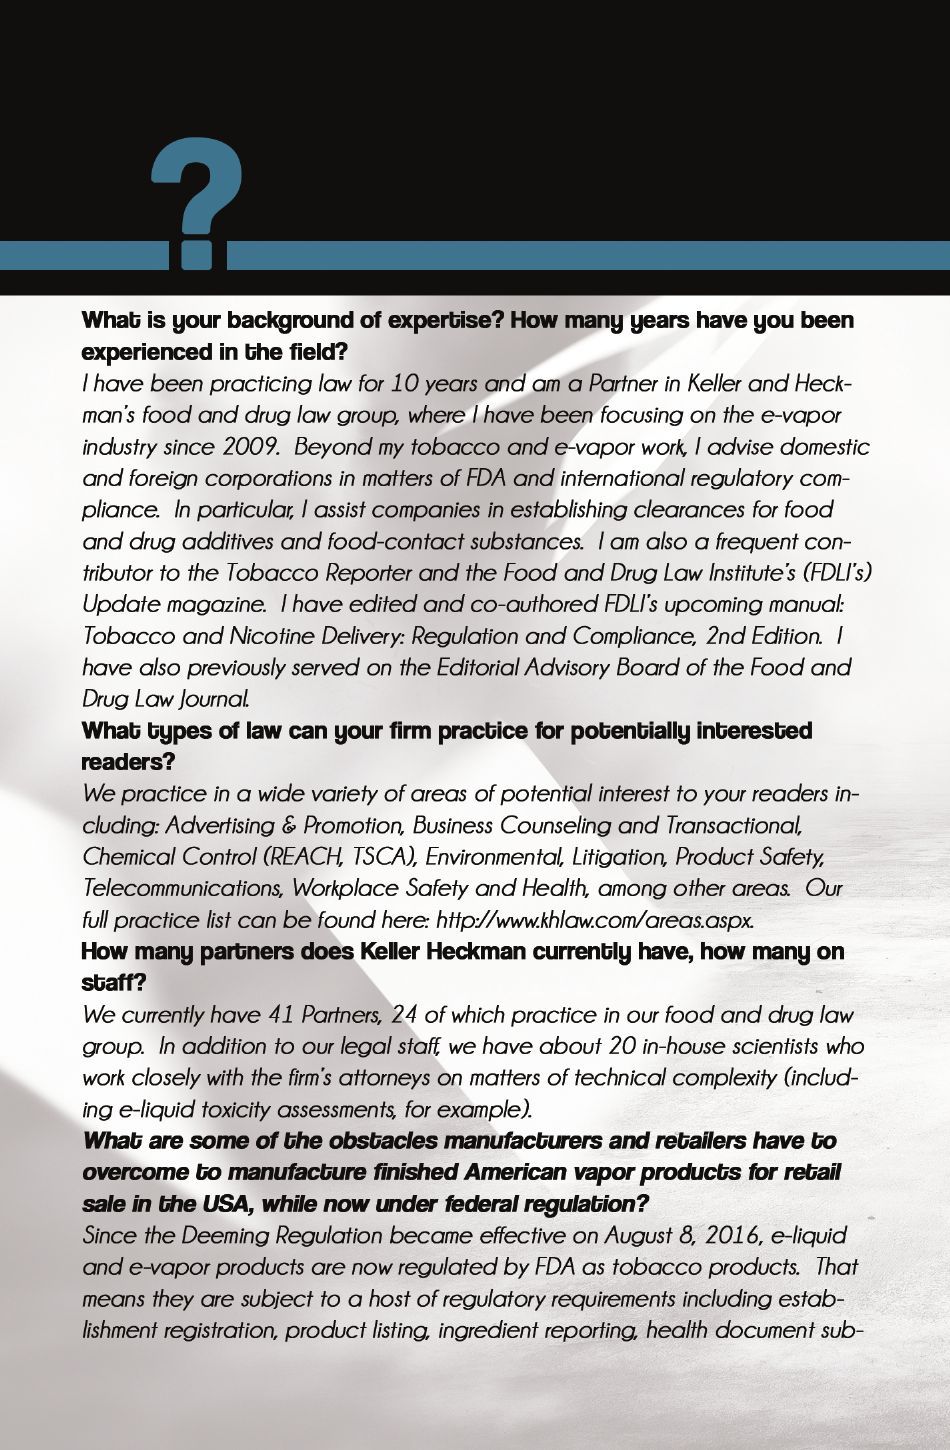 ?
What is your background of expertise? How many years have you been
experienced in the field?
I have been practicing law for 10 years and am a Partner in Keller and Heck-
man's food and drug law group, where I have been focusing on the e-vapor
industry since 2009.  Beyond my tobacco and e-vapor work, I advise domestic
and foreign corporations in matters of FDA and international regulatory com-
pliance.  In particular, I assist companies in establishing clearances for food
and drug additives and food-contact substances.  I am also a frequent con-
tributor to the Tobacco Reporter and the Food and Drug Law Institute's (FDLI's)
Update magazine.  I have edited and co-authored FDLI's upcoming manual:
Tobacco and Nicotine Delivery: Regulation and Compliance, 2nd Edition.  I
have also previously served on the Editorial Advisory Board of the Food and
Drug Law Journal.
What types of law can your firm practice for potentially interested
readers?
We practice in a wide variety of areas of potential interest to your readers in-
cluding: Advertising & Promotion, Business Counseling and Transactional,
Chemical Control (REACH, TSCA), Environmental, Litigation, Product Safety,
Telecommunications, Workplace Safety and Health, among other areas.  Our
full practice list can be found here: http://www.khlaw.com/areas.aspx.
How many partners does Keller Heckman currently have, how many on
staff?
We currently have 41 Partners, 24 of which practice in our food and drug law
group.  In addition to our legal staff, we have about 20 in-house scientists who
work closely with the firm's attorneys on matters of technical complexity (includ-
ing e-liquid toxicity assessments, for example).
What are some of the obstacles manufacturers and retailers have to
overcome to manufacture finished American vapor products for retail
sale in the USA, while now under federal regulation?
Since the Deeming Regulation became effective on August 8, 2016, e-liquid
and e-vapor products are now regulated by FDA as tobacco products.  That
means they are subject to a host of regulatory requirements including estab-
lishment registration, product listing, ingredient reporting, health document sub-